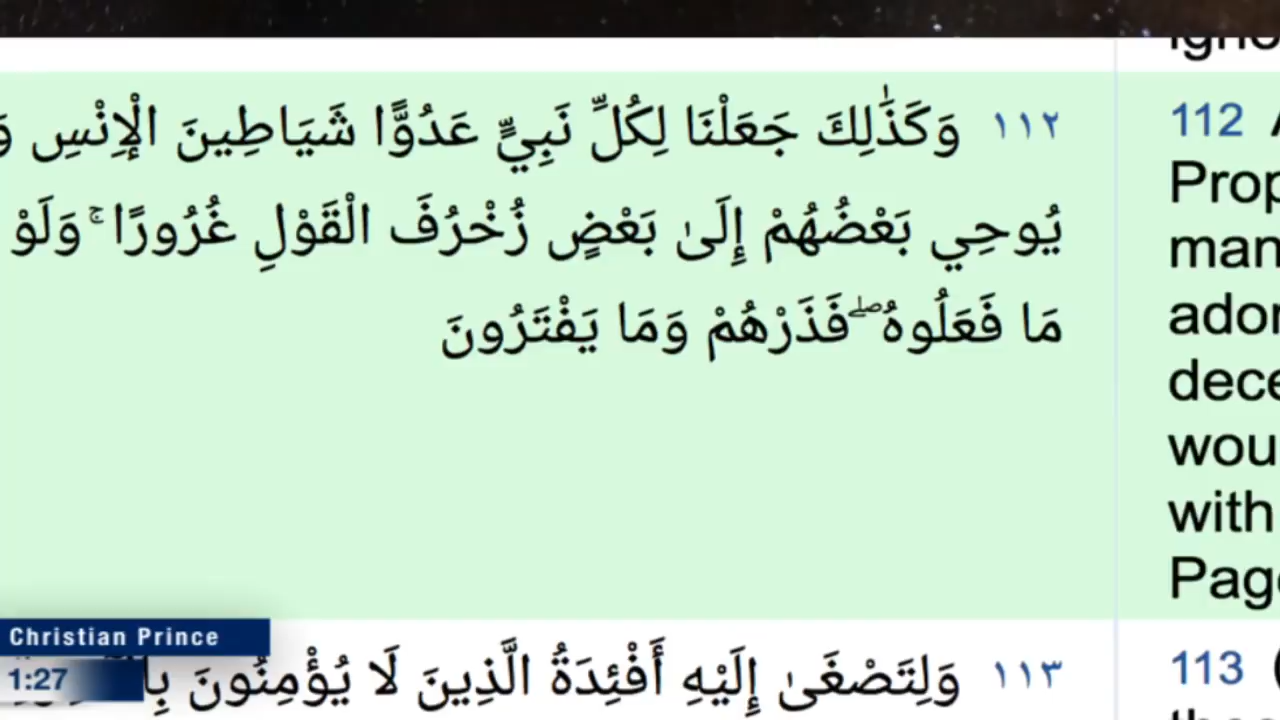 ١١٢ وَكَذَٰلِكَ جَعَلْنَا لِكُلِّ نَبِيٍّ عَدُوًّا شَيَاطِينَ الْإِنْسِ
يُوحِي بَعْضُهُمْ إِلَىٰ بَعْضٍ زُخْرُفَ الْقَوْلِ غُرُورًا ۚ وَلَوْ
مَا فَعَلُوهُ ۖ فَذَرْهُمْ وَمَا يَفْتَرُونَ
١١٣ وَلِتَصْغَىٰ إِلَيْهِ أَفْئِدَةُ الَّذِينَ لَا يُؤْمِنُونَ
112
Prop
man
ador
dece
wou
with
Page
113
Christian Prince
1:27